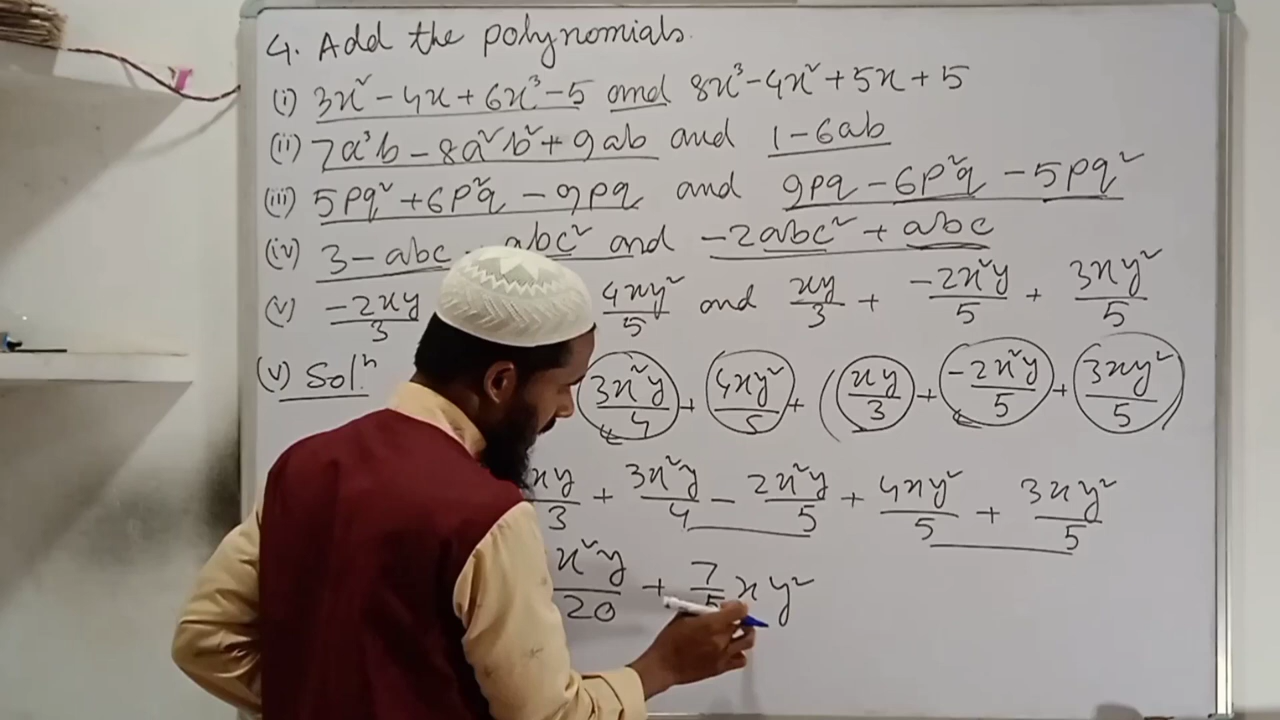 4. Add the polynomials.
(i) 3x² - 4x + 6x³ - 5 and 8x³ - 4x² + 5x + 5
(ii) 7a³b - 8a²b² + 9ab and 1 - 6ab
(iii) 5pq² + 6p²q - 9pq and 9pq - 6p²q - 5pq²
(iv) 3 - abc abc² and -2abc² + abc
(v) -2xy/3 4xy²/5 and xy/3 + -2x²y/5 + 3xy²/5
(v) Solⁿ 3x²y/4 + 4xy²/5 + (xy/3 + -2x²y/5 + 3xy²/5)
xy/3 + 3x²y/4 - 2x²y/5 + 4xy²/5 + 3xy²/5
x²y/20 + 7/5 xy²